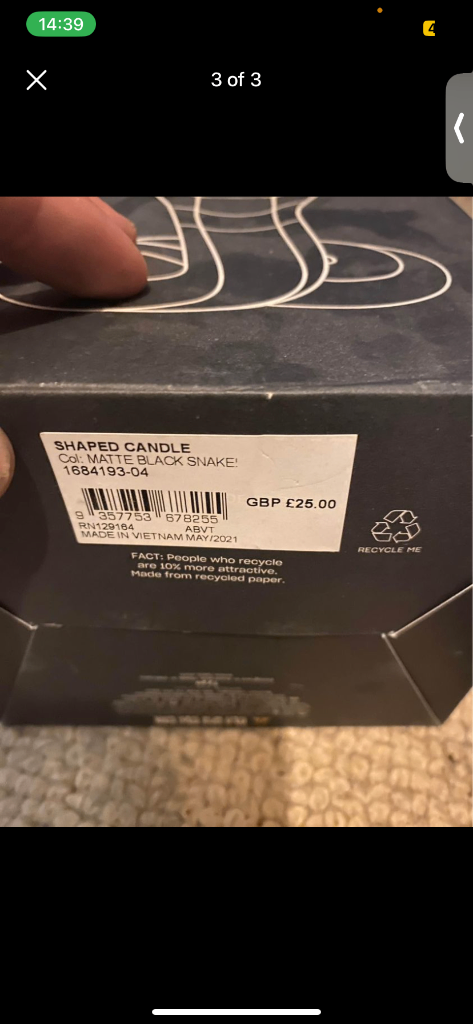 14:39
4
3 of 3
SHAPED CANDLE
Col: MATTE BLACK SNAKE!
1684193-04
GBP £25.00
9 357753 678255
RN129164 ABVT
MADE IN VIETNAM MAY/2021
RECYCLE ME
FACT: People who recycle
are 10% more attractive.
Made from recycled paper.